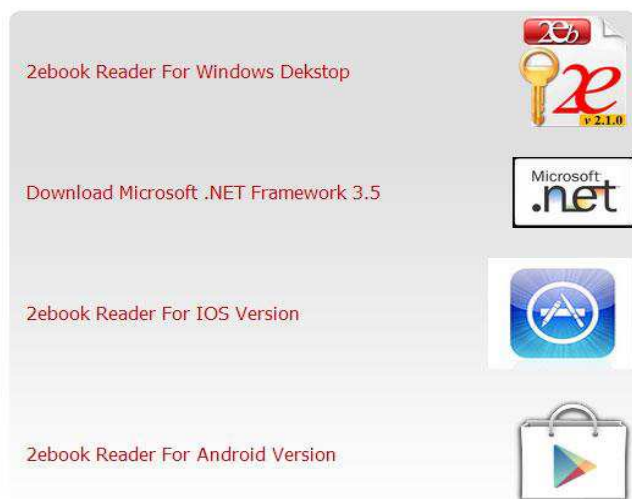 2eb
2ebook Reader For Windows Dekstop
2e
v 2.1.0
Download Microsoft .NET Framework 3.5
Microsoft
.net
2ebook Reader For IOS Version
2ebook Reader For Android Version